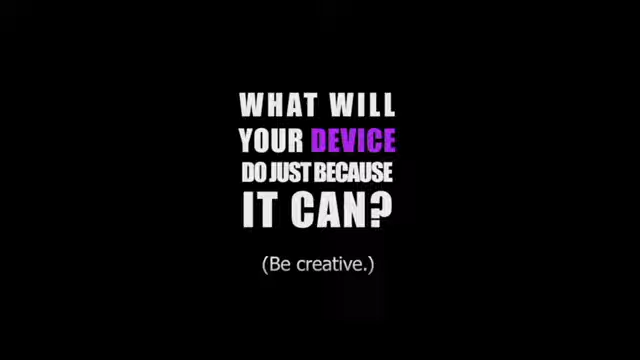 WHAT WILL
YOUR DEVICE
DO JUST BECAUSE
IT CAN?
(Be creative.)